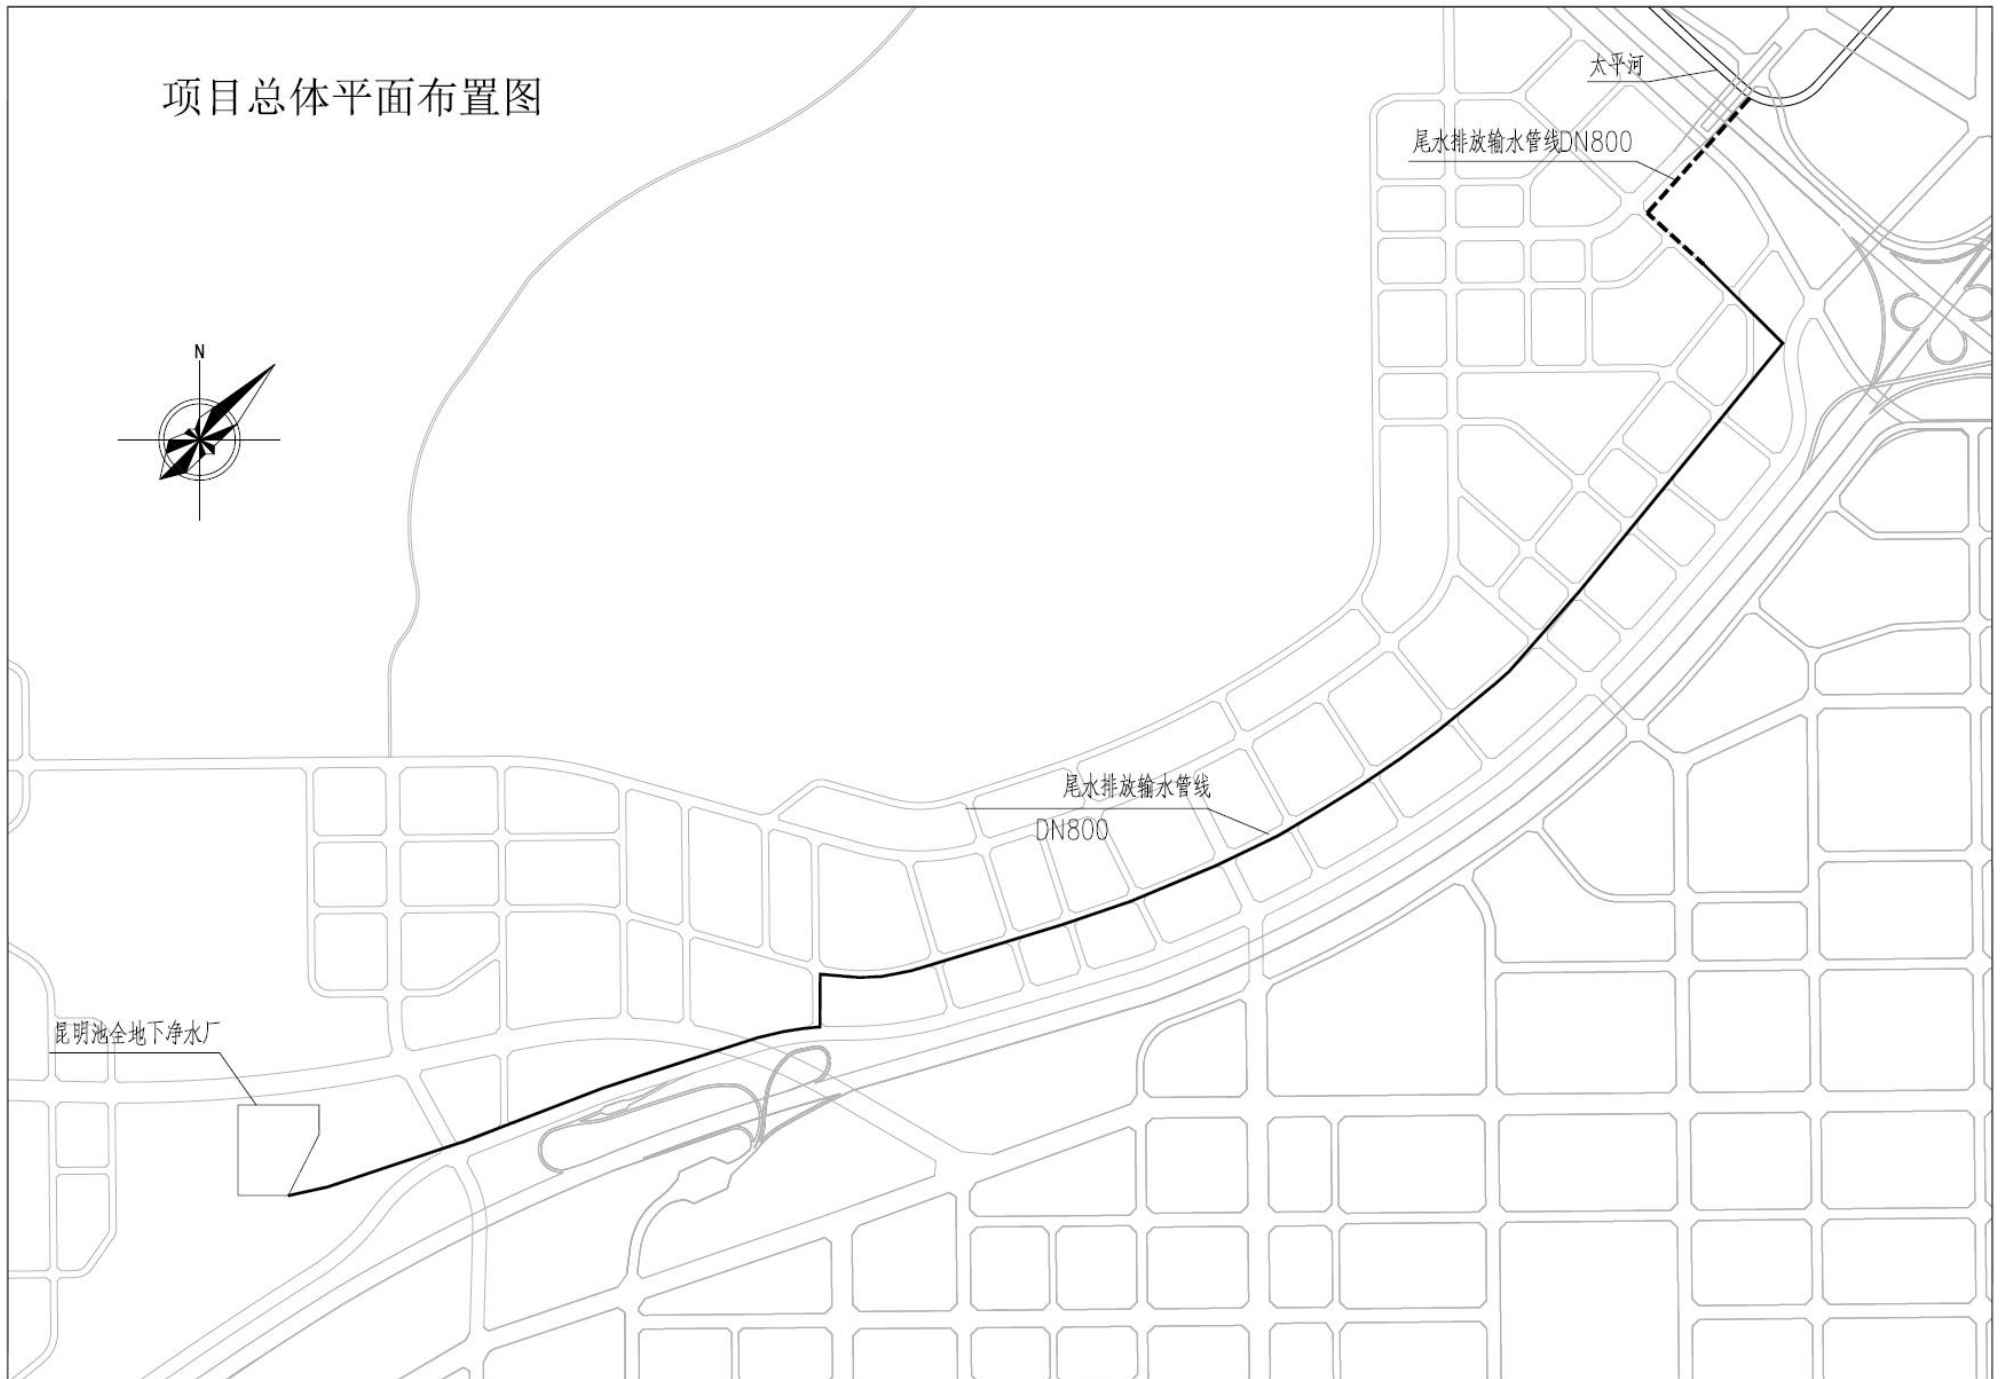 项目总体平面布置图
太平河
尾水排放输水管线DN800
N
尾水排放输水管线
DN800
昆明池全地下净水厂